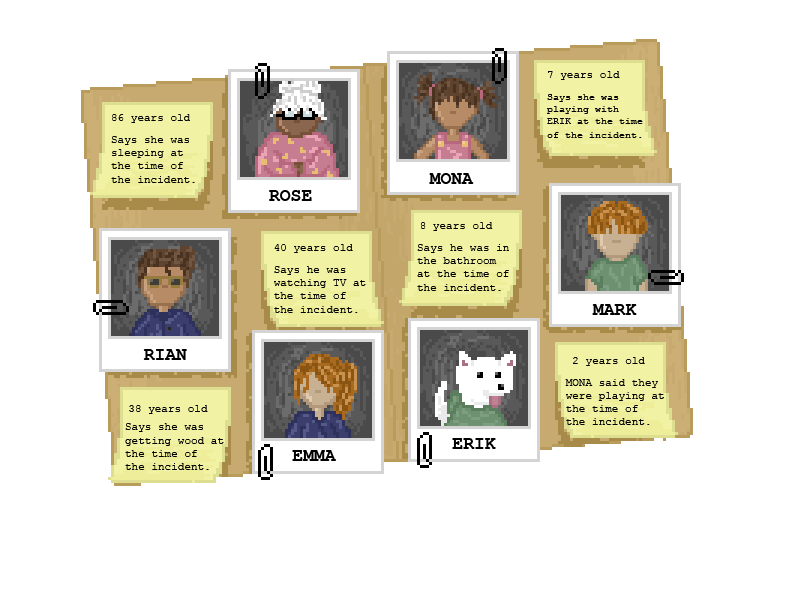 86 years old
Says she was
sleeping at
the time of
the incident.
ROSE
MONA
7 years old
Says she was
playing with
ERIK at the time
of the incident.
RIAN
40 years old
Says he was
watching TV at
the time of
the incident.
8 years old
Says he was in
the bathroom
at the time of
the incident.
MARK
38 years old
Says she was
getting wood at
the time of
the incident.
EMMA
ERIK
2 years old
MONA said they
were playing at
the time of
the incident.